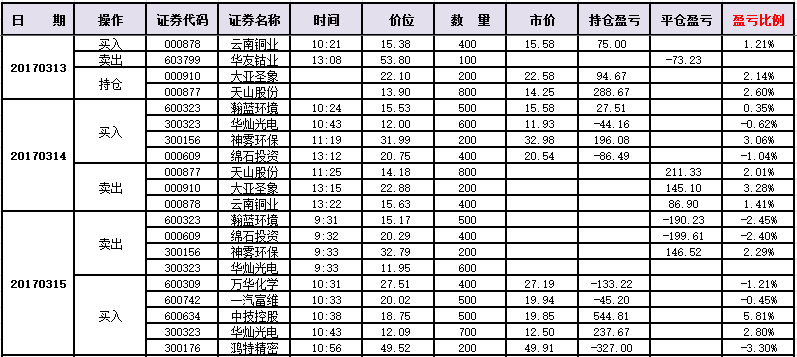 日 期 操作 证券代码 证券名称 时间 价位 数 量 市价 持仓盈亏 平仓盈亏 盈亏比例
20170313 买入 000878 云南铜业 10:21 15.38 400 15.58 75.00 1.21%
卖出 603799 华友钴业 13:08 53.80 100 -73.23
持仓 000910 大亚圣象 22.10 200 22.58 94.67 2.14%
000877 天山股份 13.90 800 14.25 288.67 2.60%
20170314 买入 600323 瀚蓝环境 10:24 15.53 500 15.58 27.51 0.35%
300323 华灿光电 10:43 12.00 600 11.93 -44.16 -0.62%
300156 神雾环保 11:19 31.99 200 32.98 196.08 3.06%
000609 绵石投资 13:12 20.75 400 20.54 -86.49 -1.04%
卖出 000877 天山股份 11:25 14.18 800 211.33 2.01%
000910 大亚圣象 13:15 22.88 200 145.10 3.28%
000878 云南铜业 13:22 15.63 400 86.90 1.41%
20170315 卖出 600323 瀚蓝环境 9:31 15.17 500 -190.23 -2.45%
000609 绵石投资 9:32 20.29 400 -199.61 -2.40%
300156 神雾环保 9:33 32.79 200 146.52 2.29%
300323 华灿光电 9:33 11.95 600
买入 600309 万华化学 10:31 27.51 400 27.19 -133.22 -1.21%
600742 一汽富维 10:33 20.02 500 19.94 -45.20 -0.45%
600634 中技控股 10:38 18.75 500 19.85 544.81 5.81%
300323 华灿光电 10:43 12.09 700 12.50 237.67 2.80%
300176 鸿特精密 10:56 49.52 200 49.91 -327.00 -3.30%